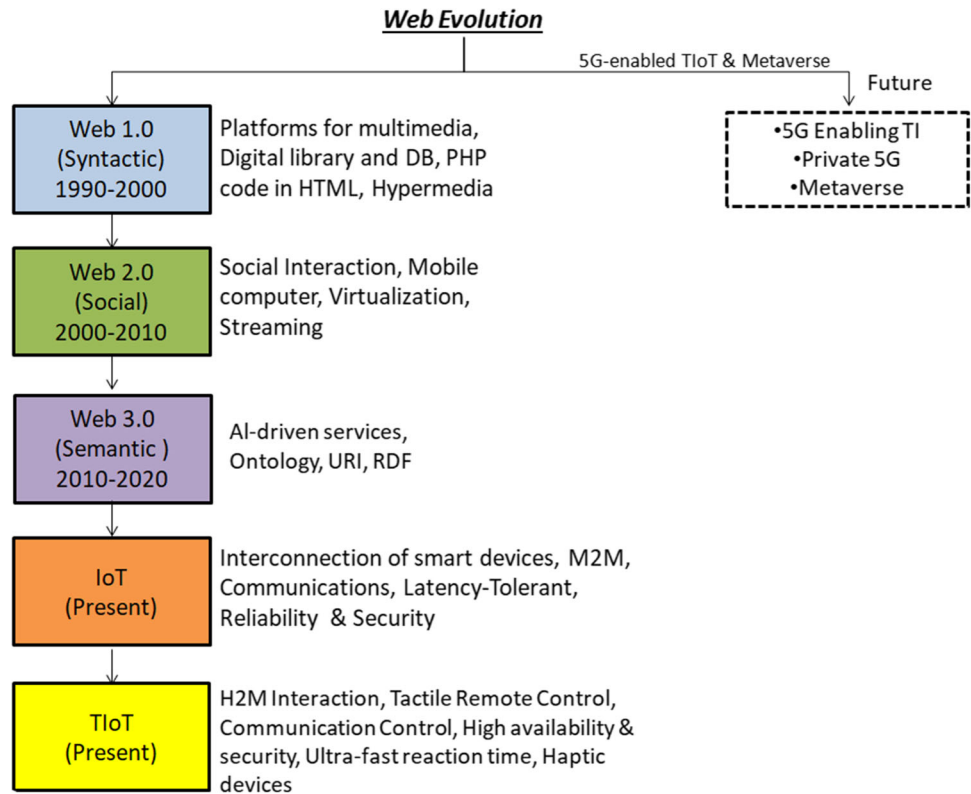 Web Evolution
5G-enabled TIoT & Metaverse
Future
•5G Enabling TI
•Private 5G
•Metaverse
Web 1.0
(Syntactic)
1990-2000
Platforms for multimedia,
Digital library and DB, PHP
code in HTML, Hypermedia
Web 2.0
(Social)
2000-2010
Social Interaction, Mobile
computer, Virtualization,
Streaming
Web 3.0
(Semantic )
2010-2020
Al-driven services,
Ontology, URI, RDF
IoT
(Present)
Interconnection of smart devices, M2M,
Communications, Latency-Tolerant,
Reliability & Security
TIoT
(Present)
H2M Interaction, Tactile Remote Control,
Communication Control, High availability &
security, Ultra-fast reaction time, Haptic
devices